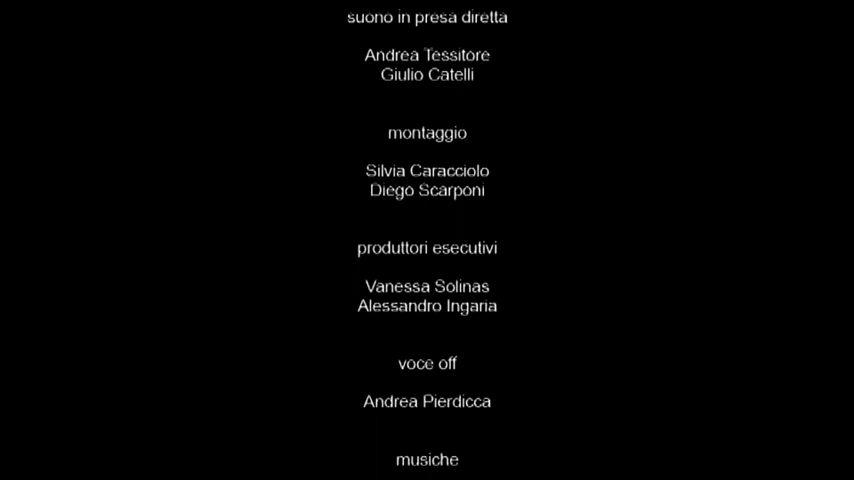 suono in presa diretta
Andrea Tessitore
Giulio Catelli
montaggio
Silvia Caracciolo
Diego Scarponi
produttori esecutivi
Vanessa Solinas
Alessandro Ingaria
voce off
Andrea Pierdicca
musiche